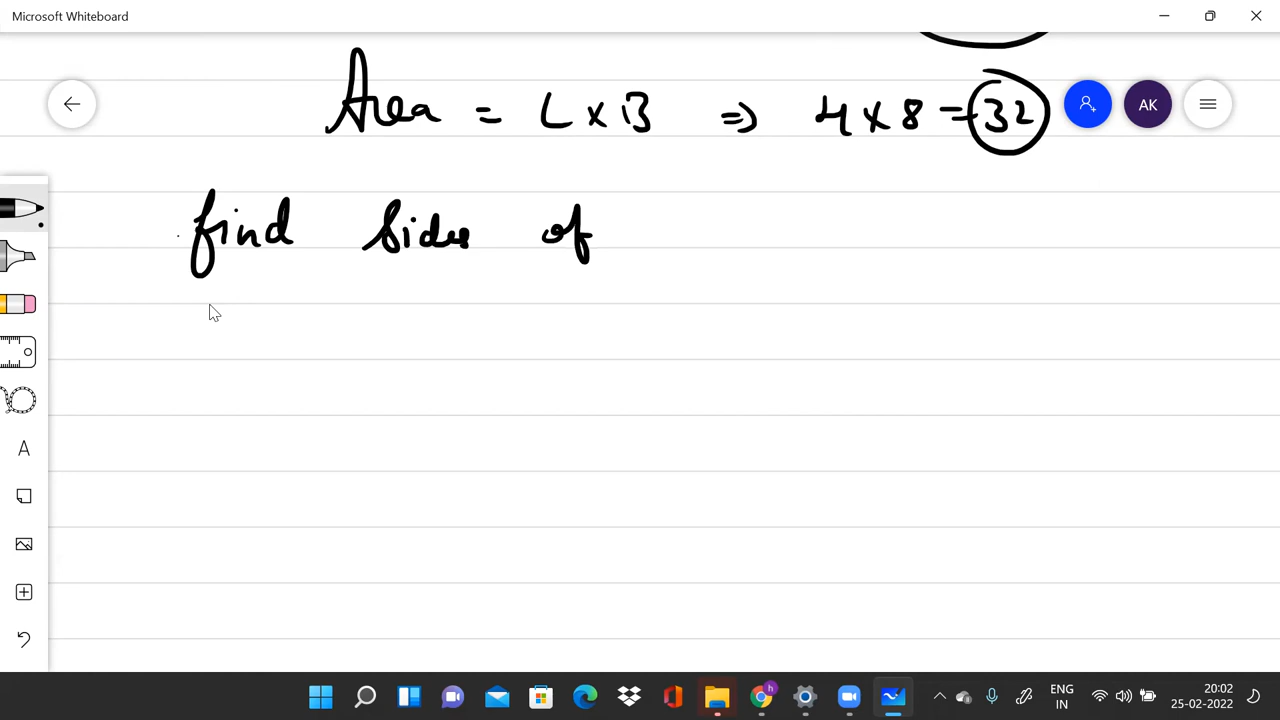 Microsoft Whiteboard
Area = L x B ⇒ 4 x 8 = 32
AK
find sides of
A
h
ENG
IN
20:02
25-02-2022